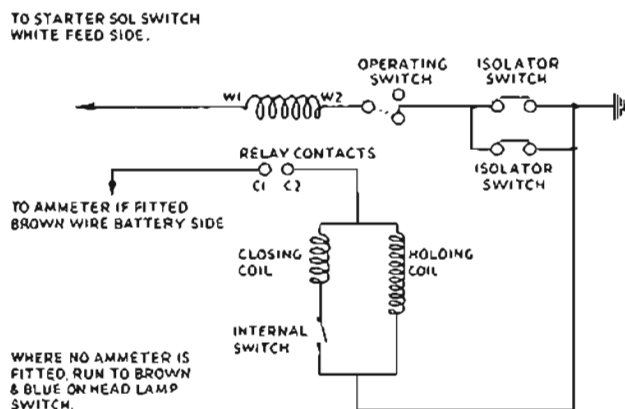 TO STARTER SOL SWITCH
WHITE FEED SIDE.
OPERATING
SWITCH
ISOLATOR
SWITCH
W1
W2
RELAY CONTACTS
C1
C2
ISOLATOR
SWITCH
TO AMMETER IF FITTED
BROWN WIRE BATTERY SIDE
CLOSING
COIL
HOLDING
COIL
INTERNAL
SWITCH
WHERE NO AMMETER IS
FITTED, RUN TO BROWN
& BLUE ON HEAD LAMP
SWITCH.